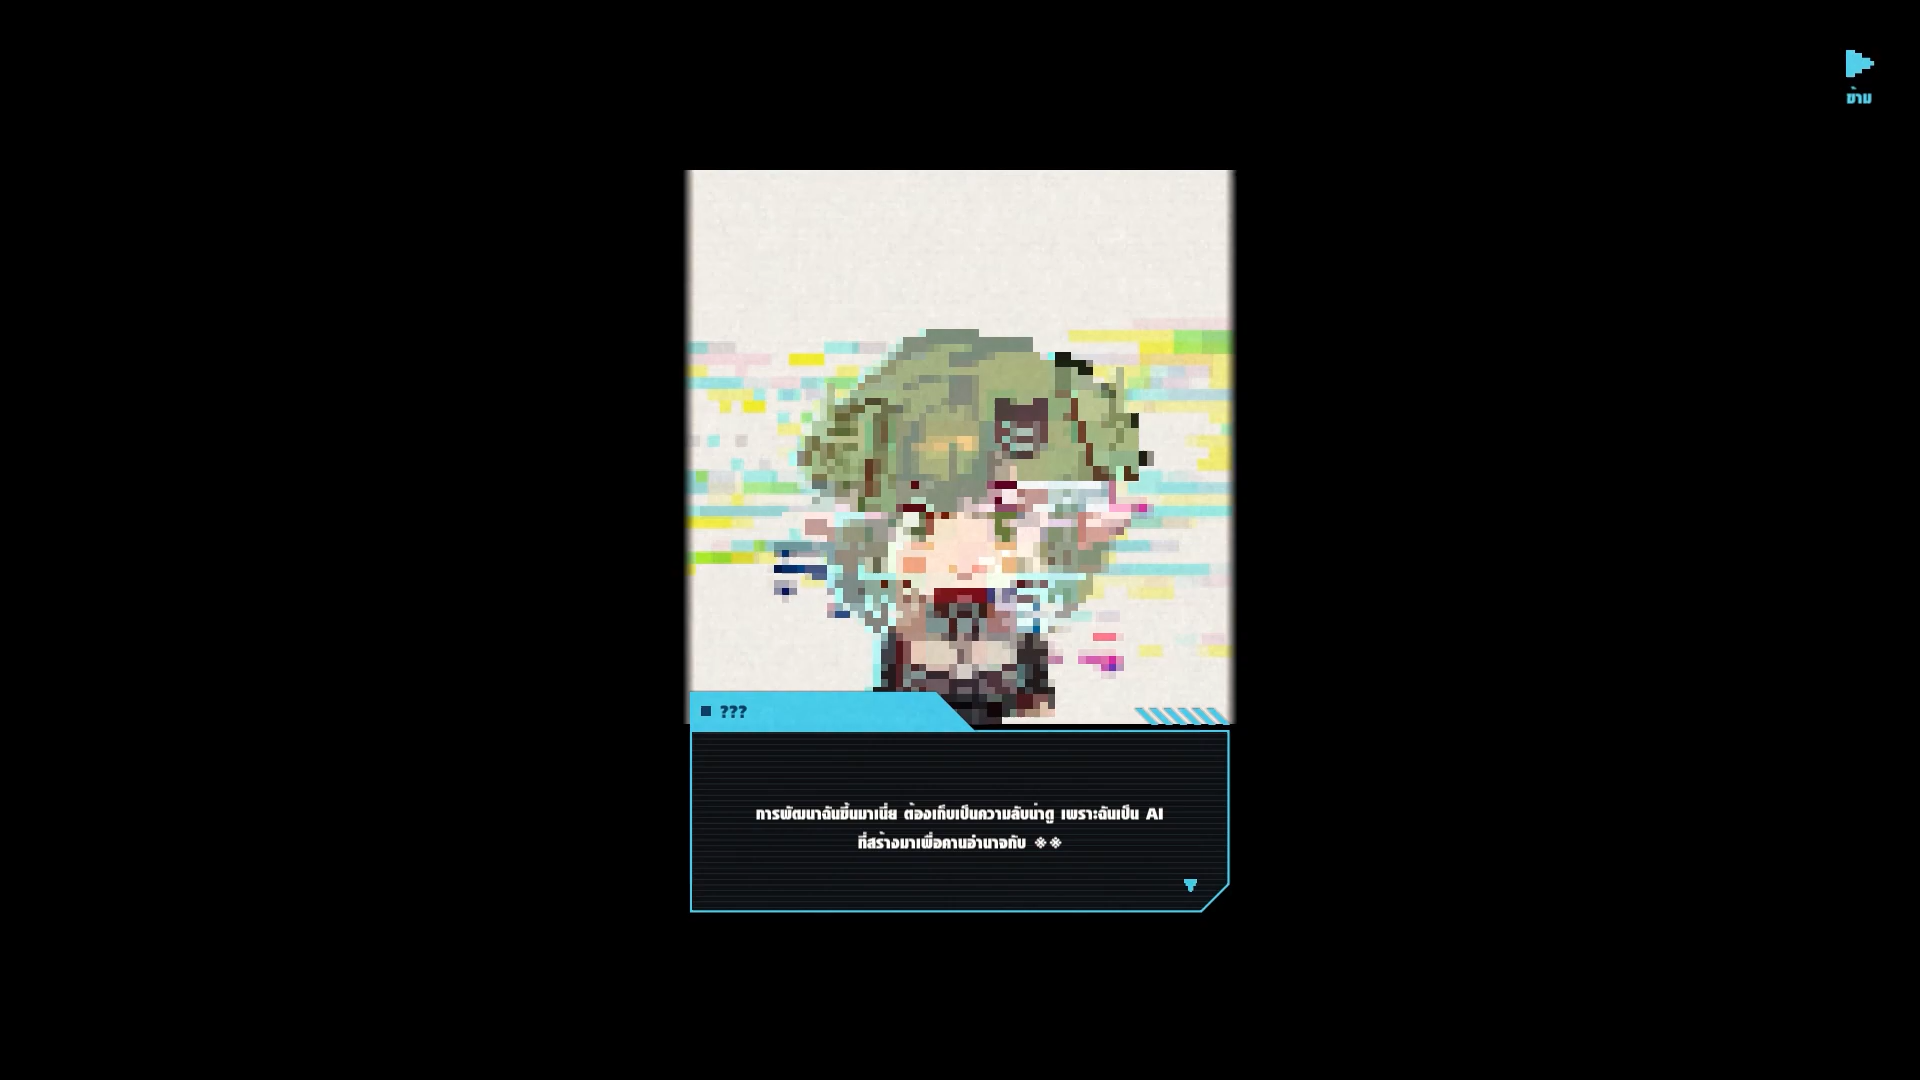 ข้าม
???
การพัฒนาฉันขึ้นมาเนี่ย ต้องเก็บเป็นความลับน่าดู เพราะฉันเป็น AI
ที่สร้างมาเพื่อคานอำนาจกับ ※※